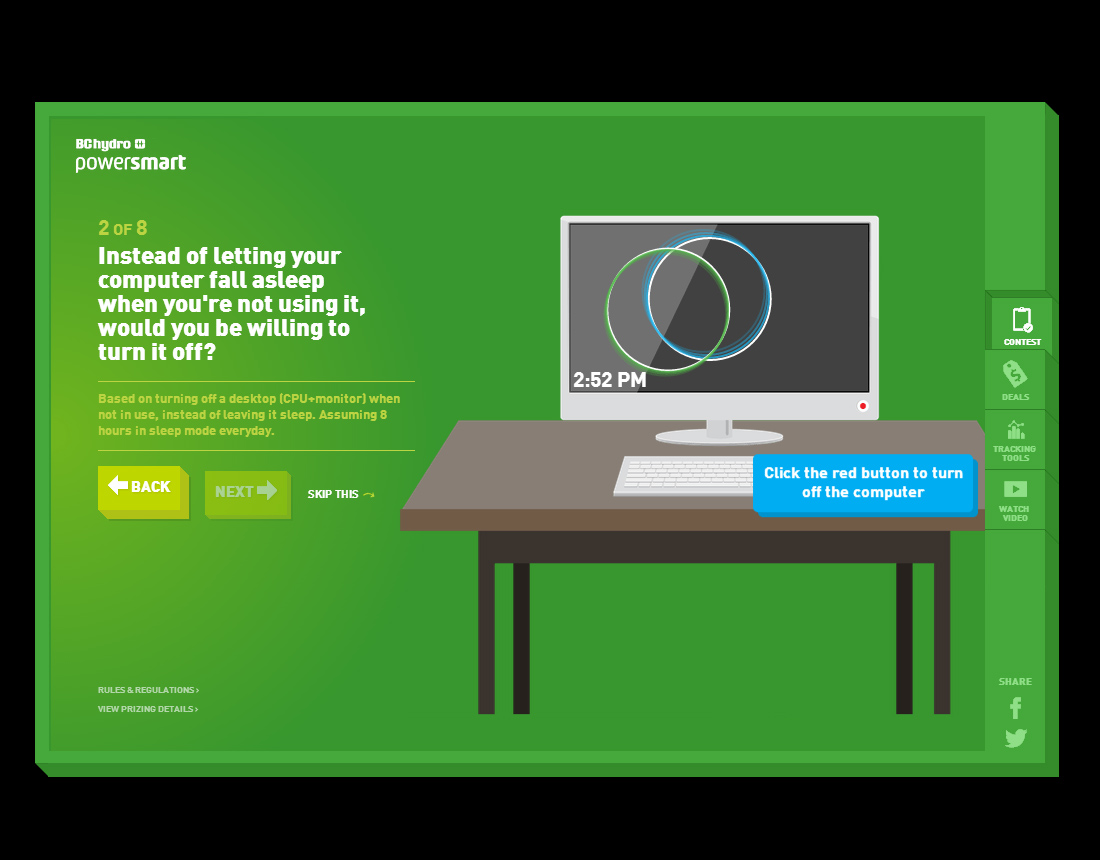 BC hydro
powersmart
2 OF 8
Instead of letting your
computer fall asleep
when you're not using it,
would you be willing to
turn it off?
Based on turning off a desktop (CPU+monitor) when
not in use, instead of leaving it sleep. Assuming 8
hours in sleep mode everyday.
BACK
NEXT
SKIP THIS
RULES & REGULATIONS ›
VIEW PRIZING DETAILS ›
2:52 PM
Click the red button to turn
off the computer
CONTEST
DEALS
TRACKING
TOOLS
WATCH
VIDEO
SHARE